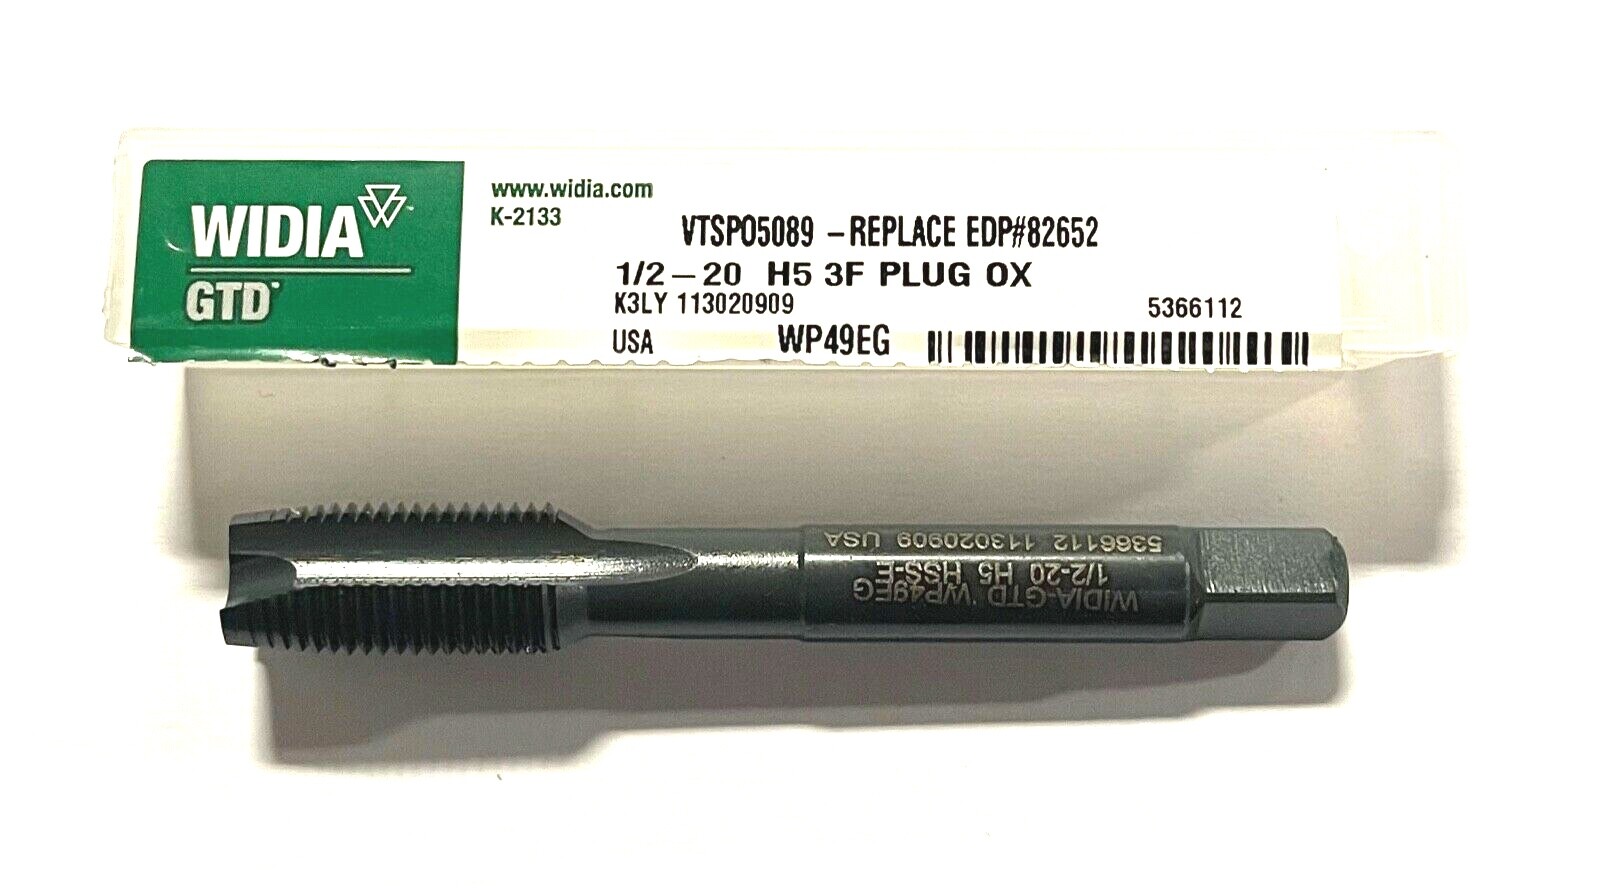 WIDIA
GTD
www.widia.com
K-2133
VTSPO5089 -REPLACE EDP#82652
1/2-20 H5 3F PLUG OX
K3LY 113020909
5366112
USA
WP49EG
WIDIA-GTD WP49EG
1/2-20 H5 HSS-E
5366112 113020909 USA